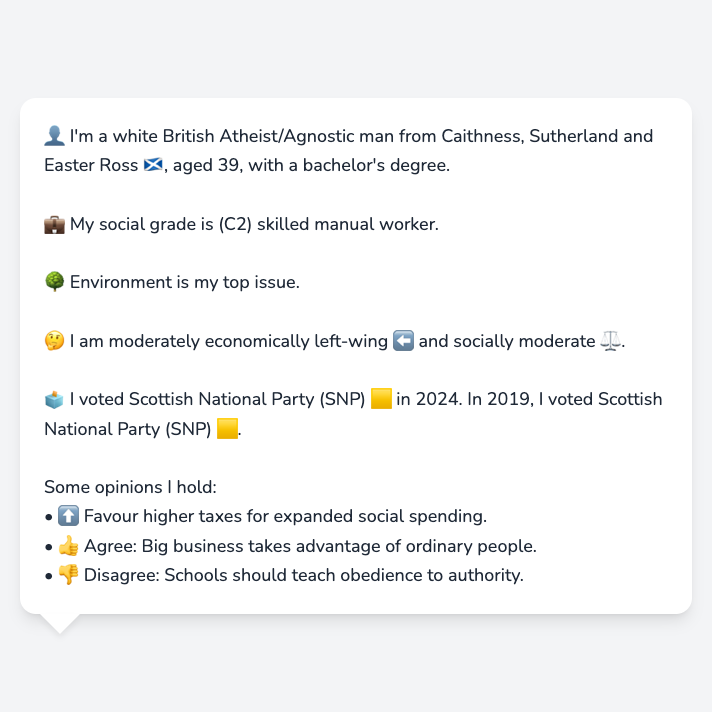 👤 I'm a white British Atheist/Agnostic man from Caithness, Sutherland and
Easter Ross 🏴󠁧󠁢󠁳󠁣󠁴󠁿, aged 39, with a bachelor's degree.
💼 My social grade is (C2) skilled manual worker.
🌳 Environment is my top issue.
🤔 I am moderately economically left-wing ⬅️ and socially moderate ⚖️.
🗳️ I voted Scottish National Party (SNP) 🟨 in 2024. In 2019, I voted Scottish
National Party (SNP) 🟨.
Some opinions I hold:
• ⬆️ Favour higher taxes for expanded social spending.
• 👍 Agree: Big business takes advantage of ordinary people.
• 👎 Disagree: Schools should teach obedience to authority.